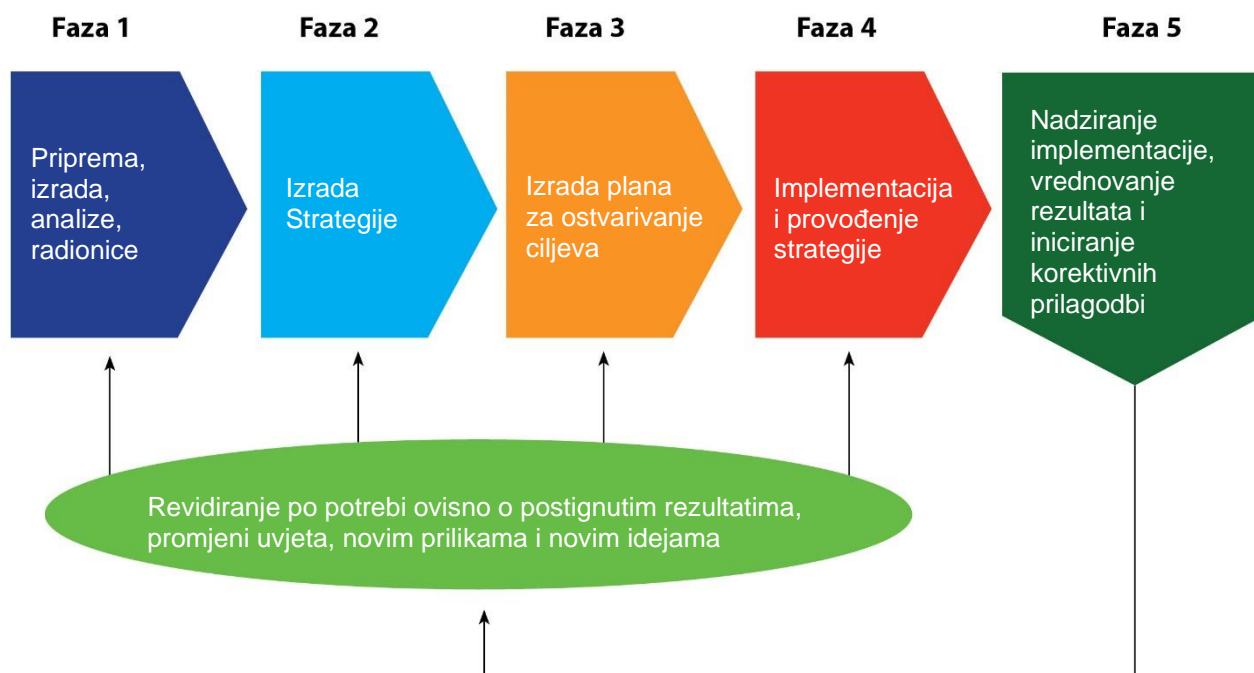 Faza 1
Faza 2
Faza 3
Faza 4
Faza 5
Priprema,
izrada,
analize,
radionice
Izrada
Strategije
Izrada plana
za ostvarivanje
ciljeva
Implementacija
i provođenje
strategije
Nadziranje
implementacije,
vrednovanje
rezultata i
iniciranje
korektivnih
prilagodbi
Revidiranje po potrebi ovisno o postignutim rezultatima,
promjeni uvjeta, novim prilikama i novim idejama